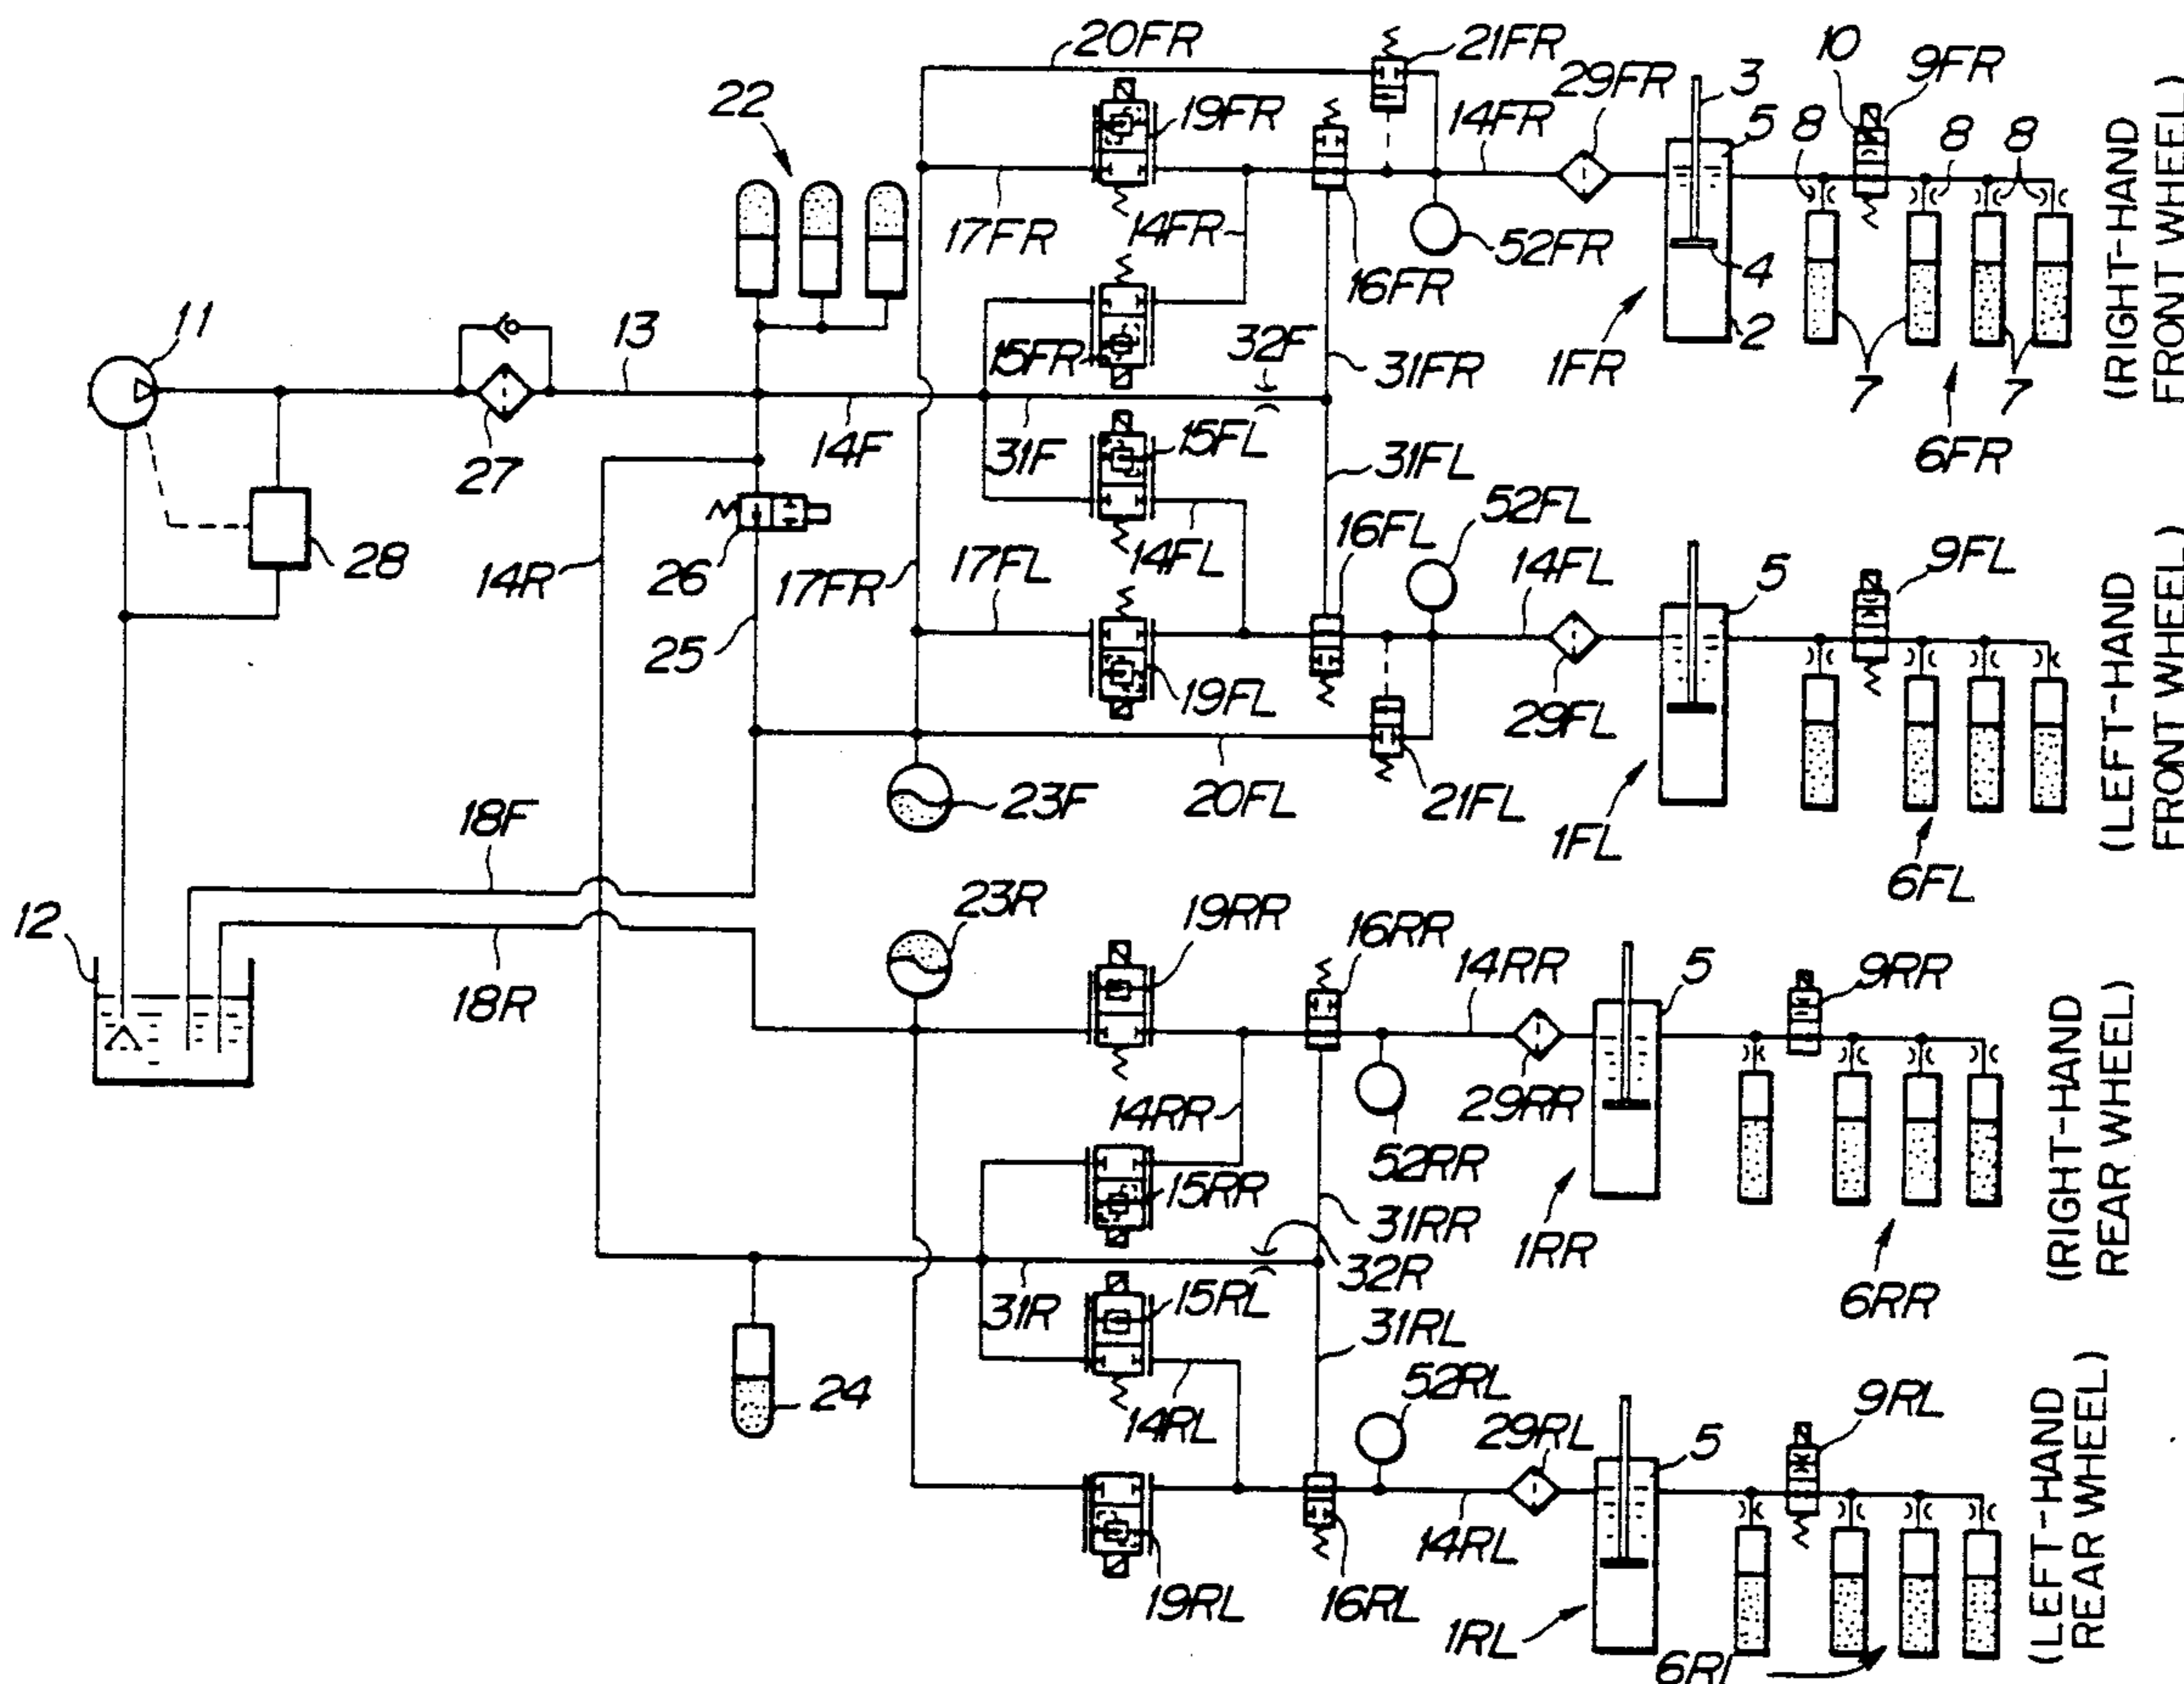 20FR
21FR
10
9FR
22
19FR
29FR
3
5
8
8
8
14FR
17FR
14FR
52FR
16FR
4
2
11
13
15FR
32F
31FR
1FR
7
7
6FR
(RIGHT-HAND
FRONT WHEEL)
27
14F
31F
15FL
31FL
52FL
16FL
28
14R
26
17FR
17FL
14FL
14FL
5
9FL
25
19FL
29FL
23F
20FL
21FL
1FL
6FL
(LEFT-HAND
FRONT WHEEL)
18F
12
23R
19RR
16RR
14RR
5
9RR
18R
14RR
29RR
52RR
15RR
31RR
1RR
6RR
(RIGHT-HAND
REAR WHEEL)
31R
15RL
32R
31RL
24
14RL
52RL
29RL
5
9RL
19RL
16RL
14RL
1RL
6RL
(LEFT-HAND
REAR WHEEL)